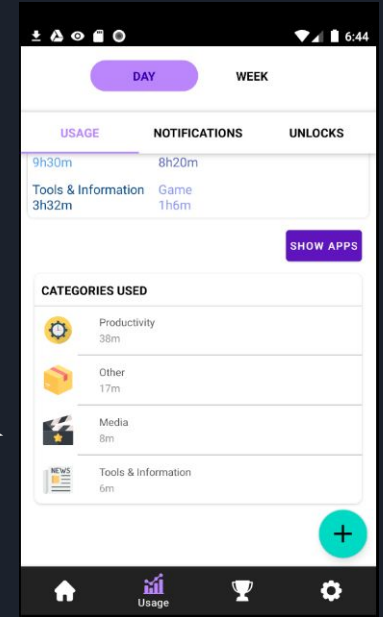 6:44
DAY WEEK
USAGE NOTIFICATIONS UNLOCKS
9h30m 8h20m
Tools & Information Game
3h32m 1h6m
SHOW APPS
CATEGORIES USED
Productivity
38m
Other
17m
Media
8m
NEWS
Tools & Information
6m
+
Usage